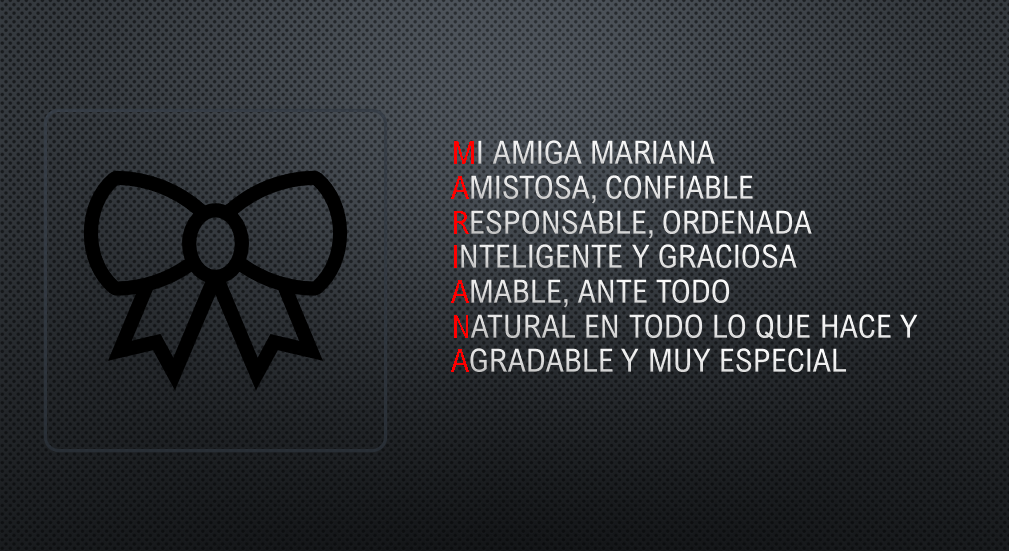 MI AMIGA MARIANA
AMISTOSA, CONFIABLE
RESPONSABLE, ORDENADA
INTELIGENTE Y GRACIOSA
AMABLE, ANTE TODO
NATURAL EN TODO LO QUE HACE Y
AGRADABLE Y MUY ESPECIAL